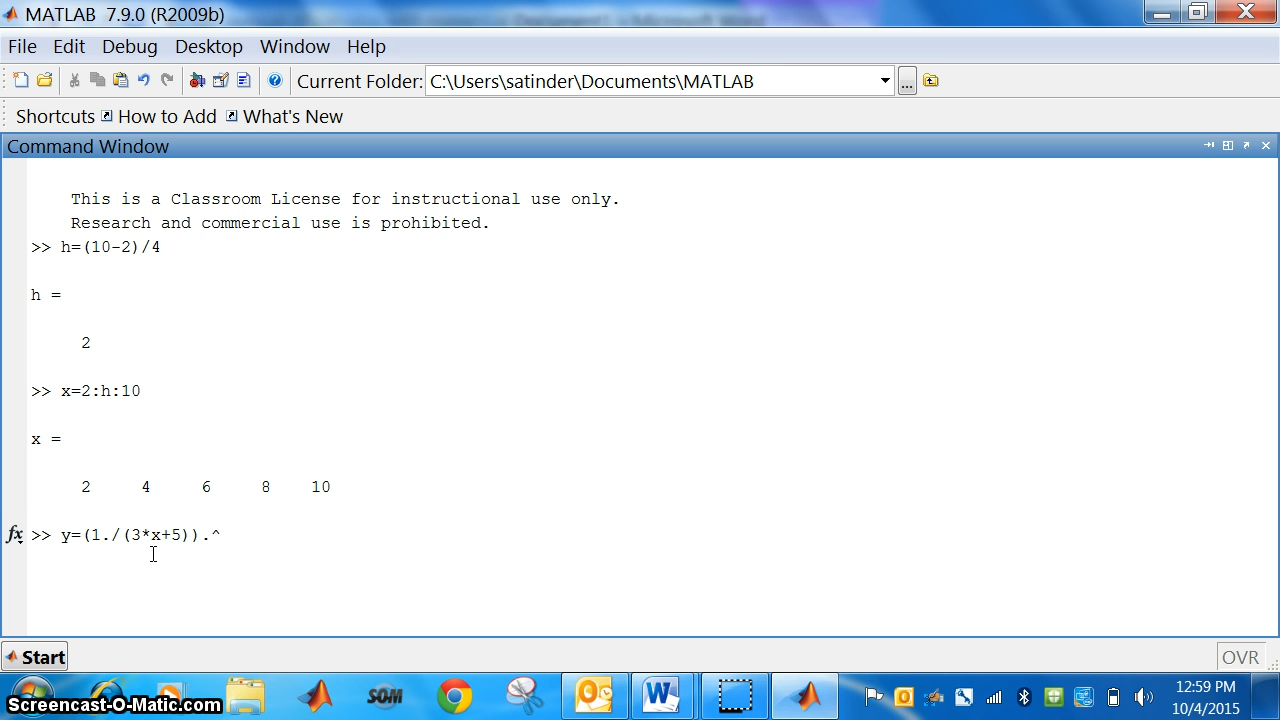 MATLAB 7.9.0 (R2009b)
File Edit Debug Desktop Window Help
Current Folder: C:\Users\satinder\Documents\MATLAB ...
Shortcuts How to Add What's New
Command Window
This is a Classroom License for instructional use only.
Research and commercial use is prohibited.
>> h=(10-2)/4
h =
2
>> x=2:h:10
x =
2 4 6 8 10
fx >> y=(1./(3*x+5)).^
Start OVR
SOM
12:59 PM
10/4/2015
Screencast-O-Matic.com